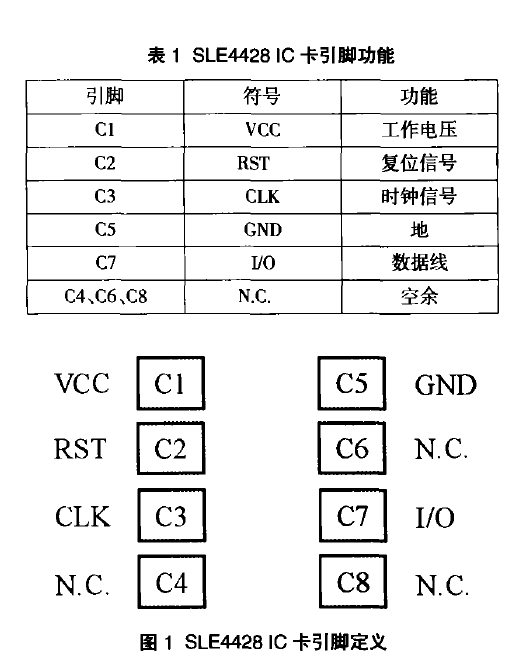 表 1 SLE4428 IC 卡引脚功能
引脚 符号 功能
C1 VCC 工作电压
C2 RST 复位信号
C3 CLK 时钟信号
C5 GND 地
C7 I/O 数据线
C4、C6、C8 N.C. 空余
VCC C1 C5 GND
RST C2 C6 N.C.
CLK C3 C7 I/O
N.C. C4 C8 N.C.
图 1 SLE4428 IC 卡引脚定义